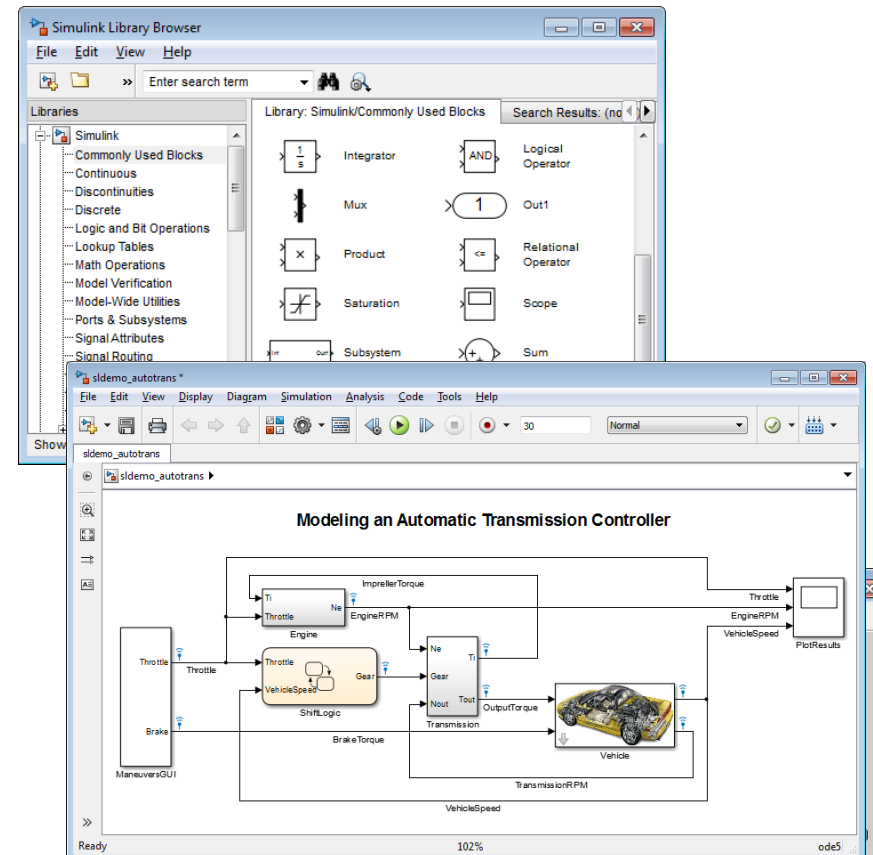 Simulink Library Browser
File Edit View Help
» Enter search term
Libraries
Library: Simulink/Commonly Used Blocks Search Results: (no
Simulink
Commonly Used Blocks
Continuous
Discontinuities
Discrete
Logic and Bit Operations
Lookup Tables
Math Operations
Model Verification
Model-Wide Utilities
Ports & Subsystems
Signal Attributes
Signal Routing
Show
1
s
Integrator
AND
Logical
Operator
Mux
1
Out1
×
Product
<=
Relational
Operator
Saturation
Scope
Out1
Subsystem
+
Sum
sldemo_autotrans *
File Edit View Display Diagram Simulation Analysis Code Tools Help
30
Normal
sldemo_autotrans
sldemo_autotrans
Modeling an Automatic Transmission Controller
ImprellerTorque
Ti
Throttle
Ne
Engine
EngineRPM
Throttle
EngineRPM
VehicleSpeed
PlotResults
Throttle
Brake
ManeuversGUI
Throttle
Throttle
VehicleSpeed
Gear
ShiftLogic
Ne
Gear
Nout
Ti
Tout
Transmission
OutputTorque
Vehicle
BrakeTorque
TransmissionRPM
VehicleSpeed
»
Ready 102% ode5